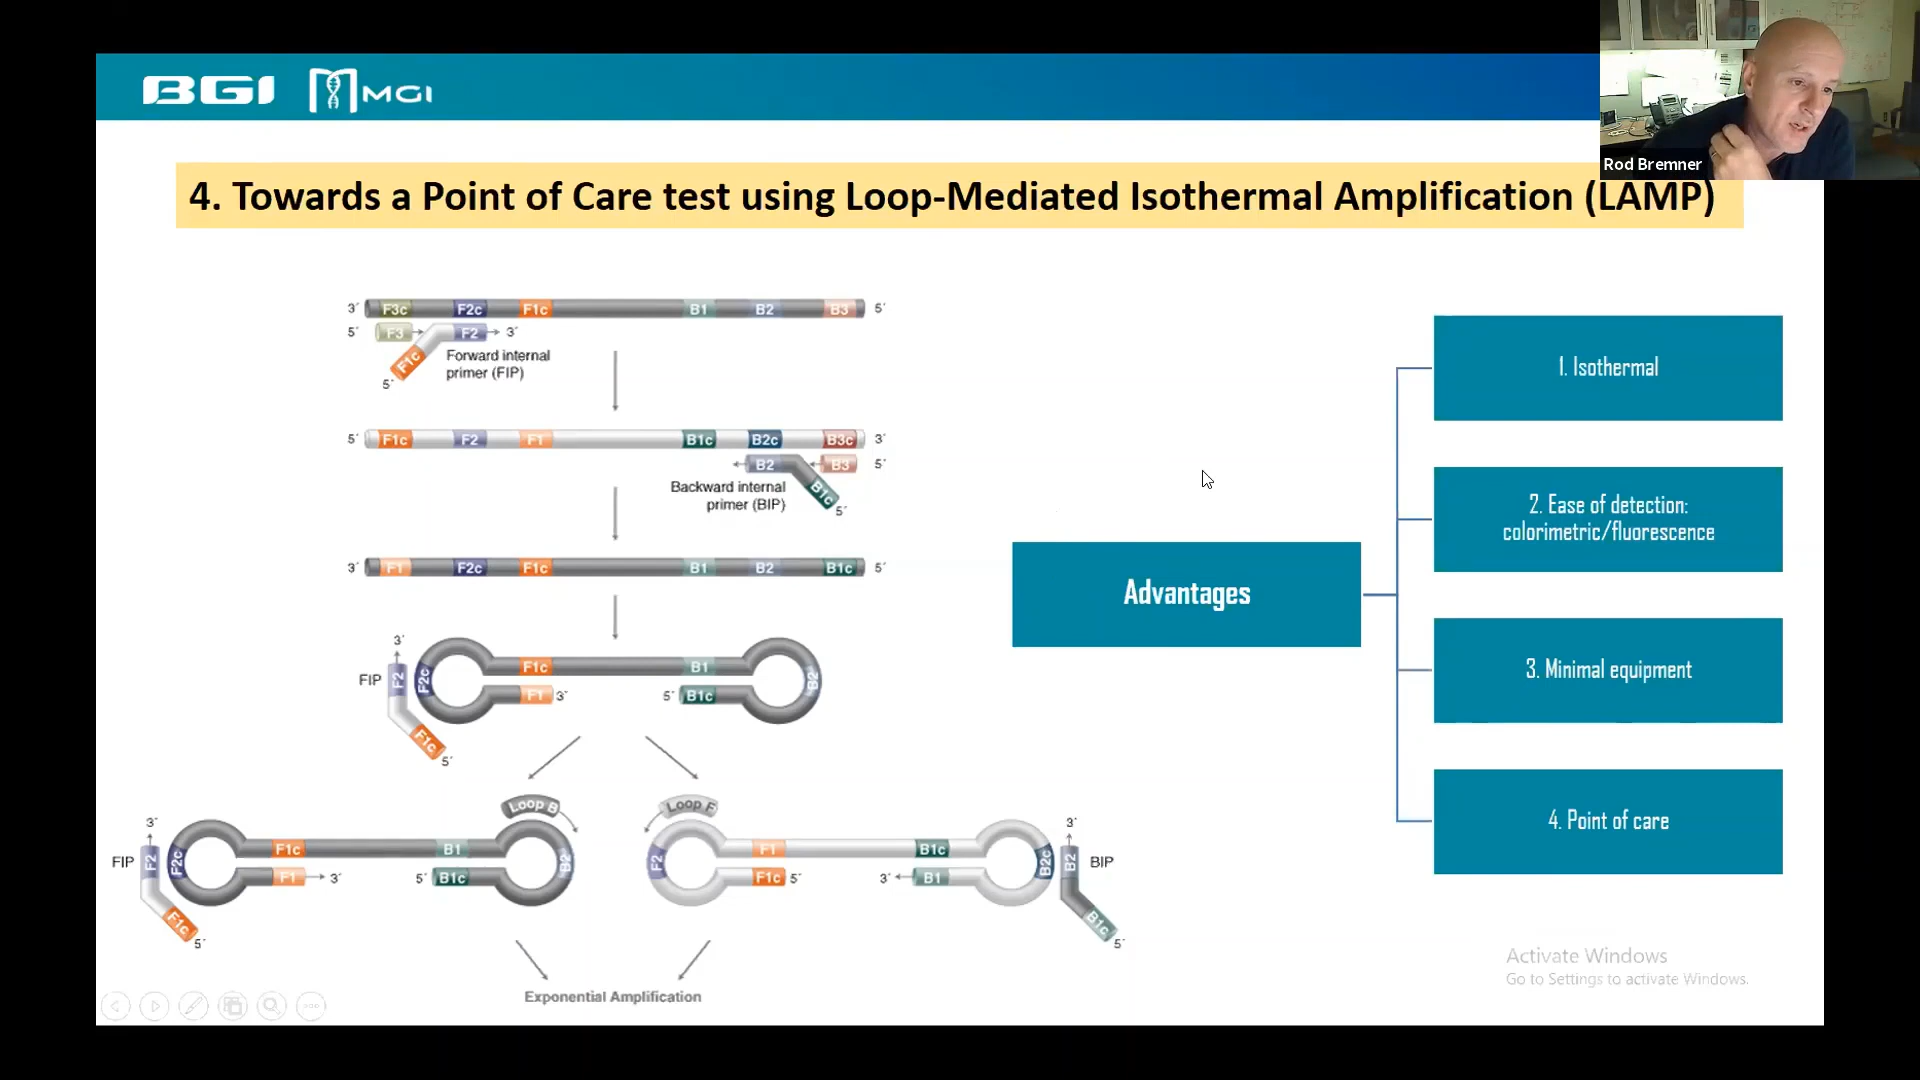 BGI MGI
Rod Bremner
4. Towards a Point of Care test using Loop-Mediated Isothermal Amplification (LAMP)
3´ F3c F2c F1c B1 B2 B3 5´
5´ F3 F2 3´
F1c
5´
Forward internal
primer (FIP)
5´ F1c F2 F1 B1c B2c B3c 3´
B2 B3 5´
B1c
5´
Backward internal
primer (BIP)
3´ F1 F2c F1c B1 B2 B1c 5´
3´
FIP F2 F2c F1c B1 B2
F1 3´ 5´ B1c
F1c
5´
Loop B Loop F
3´
FIP F2 F2c F1c B1 B2
F1 3´ 5´ B1c
F1c
5´
3´
F2 F1 B1c B2c B2 BIP
F1c 5´ 3´ B1
B1c
5´
Exponential Amplification
Advantages
1. Isothermal
2. Ease of detection:
colorimetric/fluorescence
3. Minimal equipment
4. Point of care
Activate Windows
Go to Settings to activate Windows.